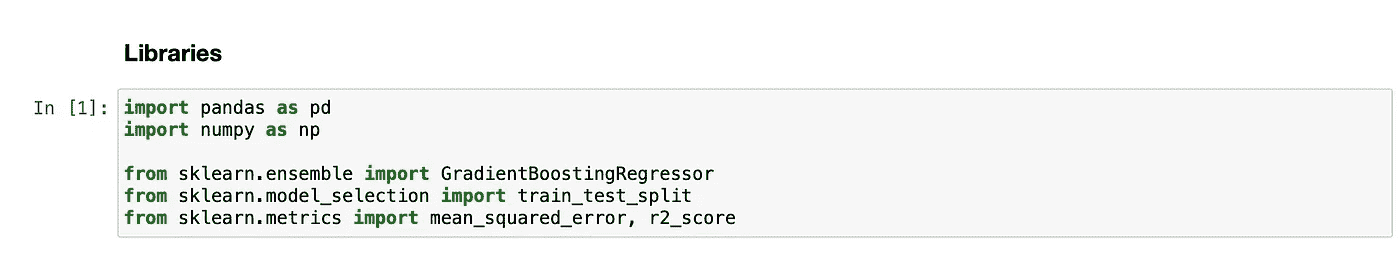 Libraries
In [1]: import pandas as pd
import numpy as np
from sklearn.ensemble import GradientBoostingRegressor
from sklearn.model_selection import train_test_split
from sklearn.metrics import mean_squared_error, r2_score